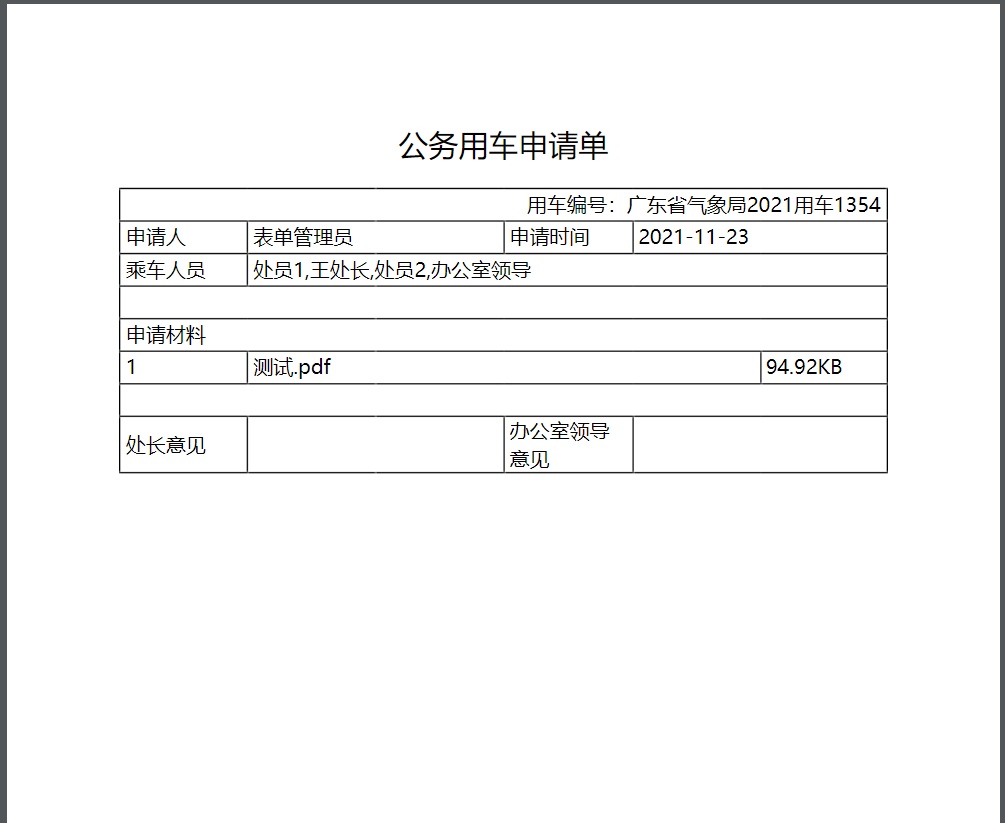 公务用车申请单
用车编号：广东省气象局2021用车1354
申请人 表单管理员 申请时间 2021-11-23
乘车人员 处员1,王处长,处员2,办公室领导
申请材料
1 测试.pdf 94.92KB
处长意见 办公室领导
意见